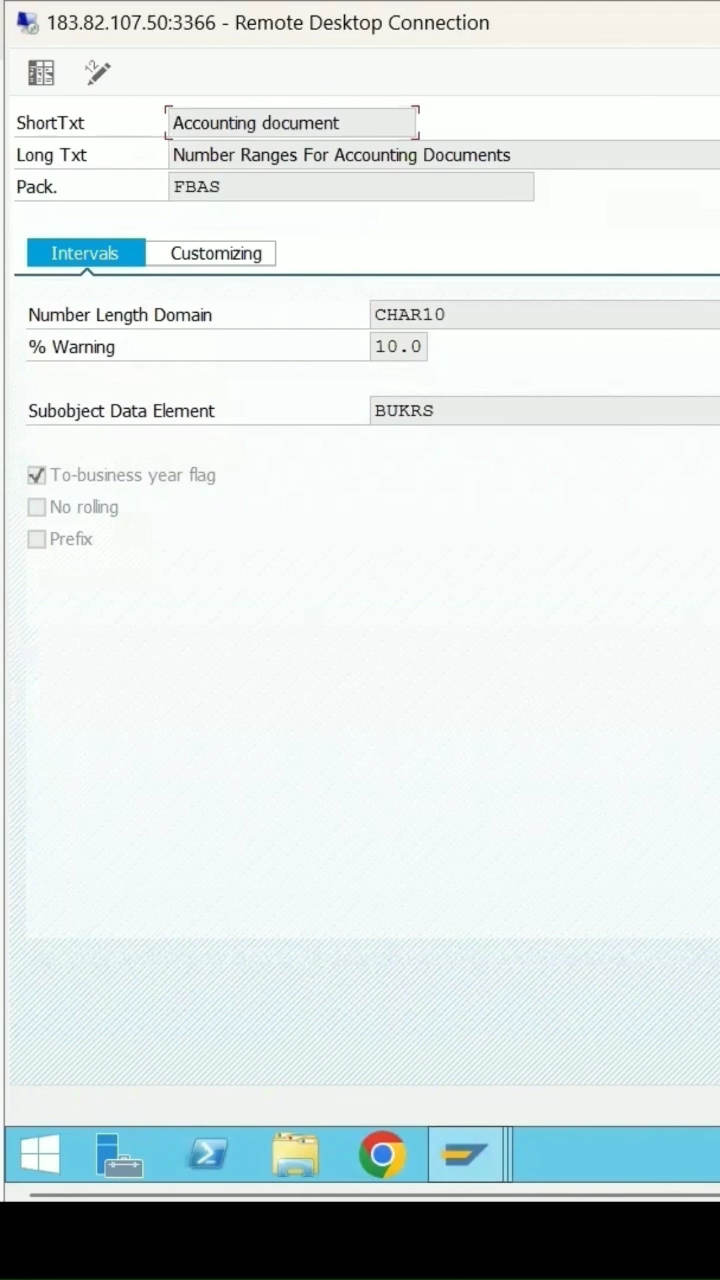 183.82.107.50:3366 - Remote Desktop Connection
ShortTxt Accounting document
Long Txt Number Ranges For Accounting Documents
Pack. FBAS
Intervals Customizing
Number Length Domain CHAR10
% Warning 10.0
Subobject Data Element BUKRS
To-business year flag
No rolling
Prefix